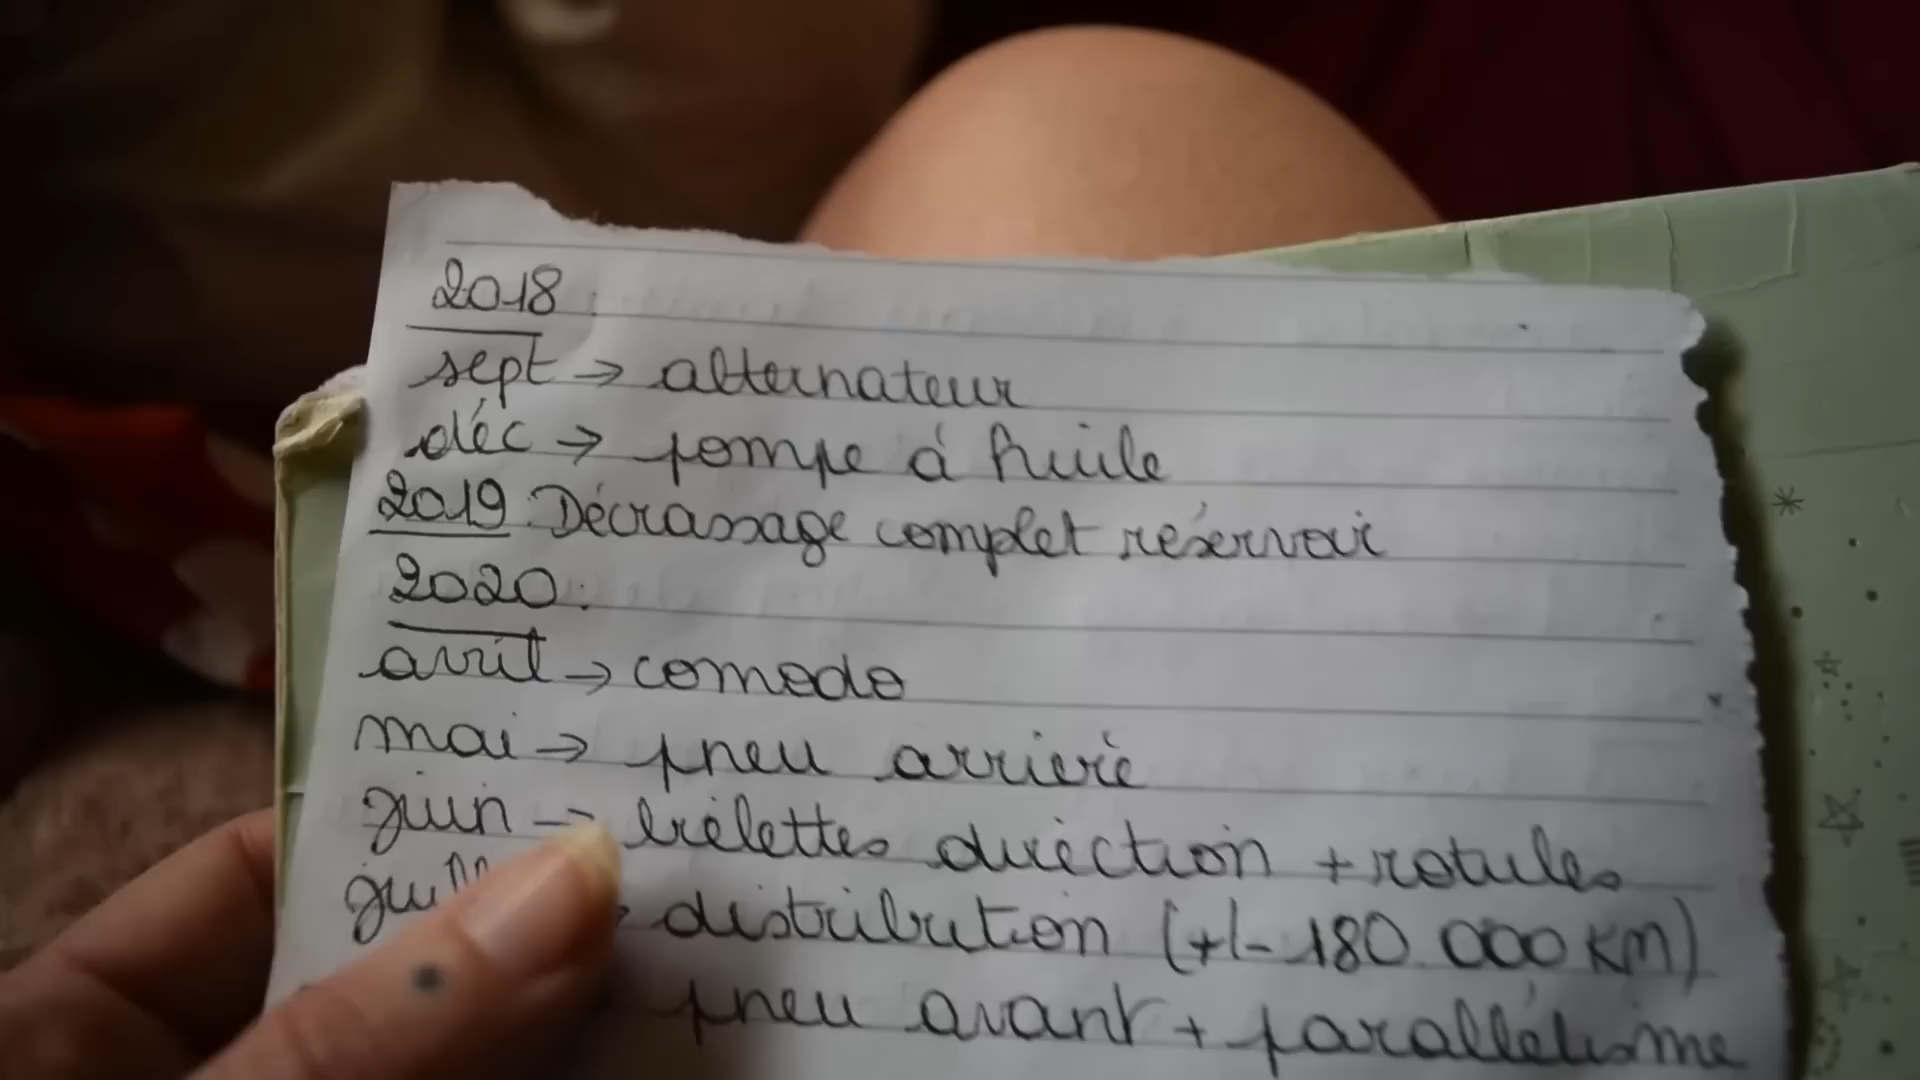 2018:
sept → alternateur
déc → pompe à huile
2019: Décrassage complet réservoir
2020:
avril → comodo
mai → pneu arrière
juin → biélettes direction + rotules
distribution (+/- 180.000 KM)
pneu avant + parallélisme